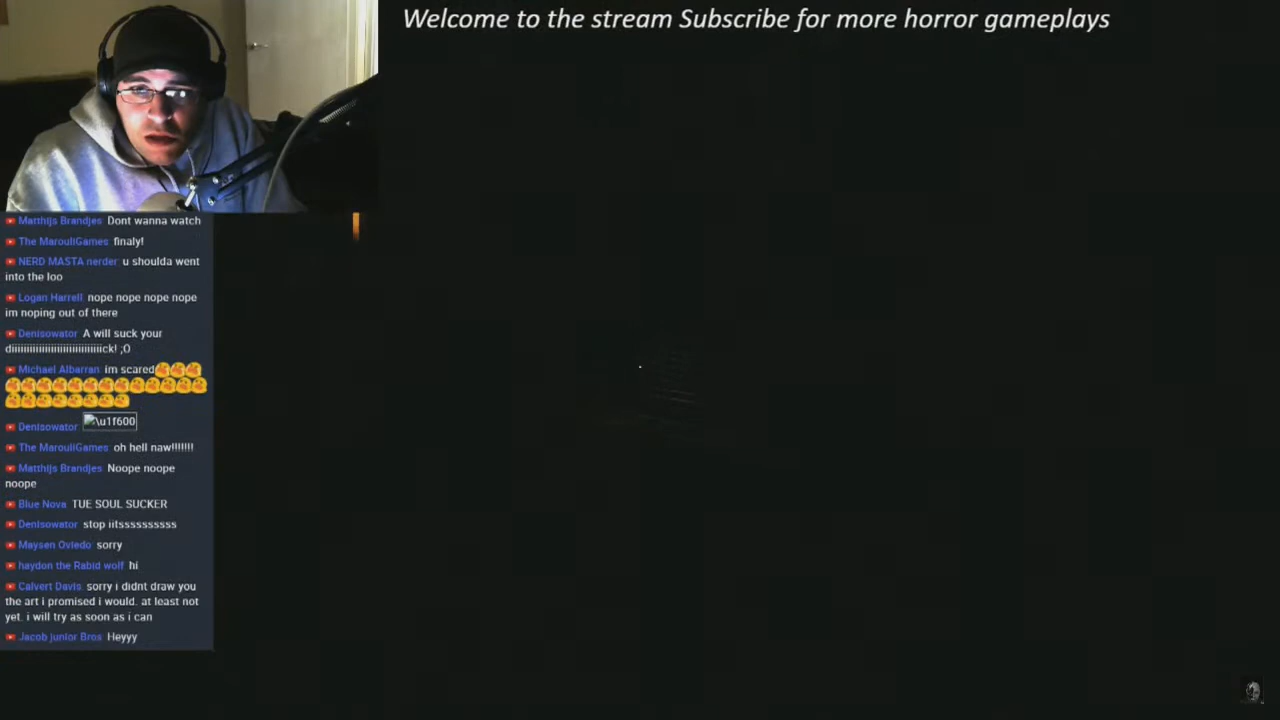 Welcome to the stream Subscribe for more horror gameplays
Matthijs Brandjes Dont wanna watch
The MarouliGames finaly!
NERD MASTA nerder u shoulda went
into the loo
Logan Harrell nope nope nope nope
im noping out of there
Denisowator A will suck your
diiiiiiiiiiiiiiiiiiiiiiiiiiiiiick! ;O
Michael Albarran im scared
Denisowator \u1f600
The MarouliGames oh hell naw!!!!!!!
Matthijs Brandjes Noope noope
noope
Blue Nova TUE SOUL SUCKER
Denisowator stop iitssssssssss
Maysen Oviedo sorry
haydon the Rabid wolf hi
Calvert Davis sorry i didnt draw you
the art i promised i would. at least not
yet. i will try as soon as i can
Jacob junior Bros Heyyy